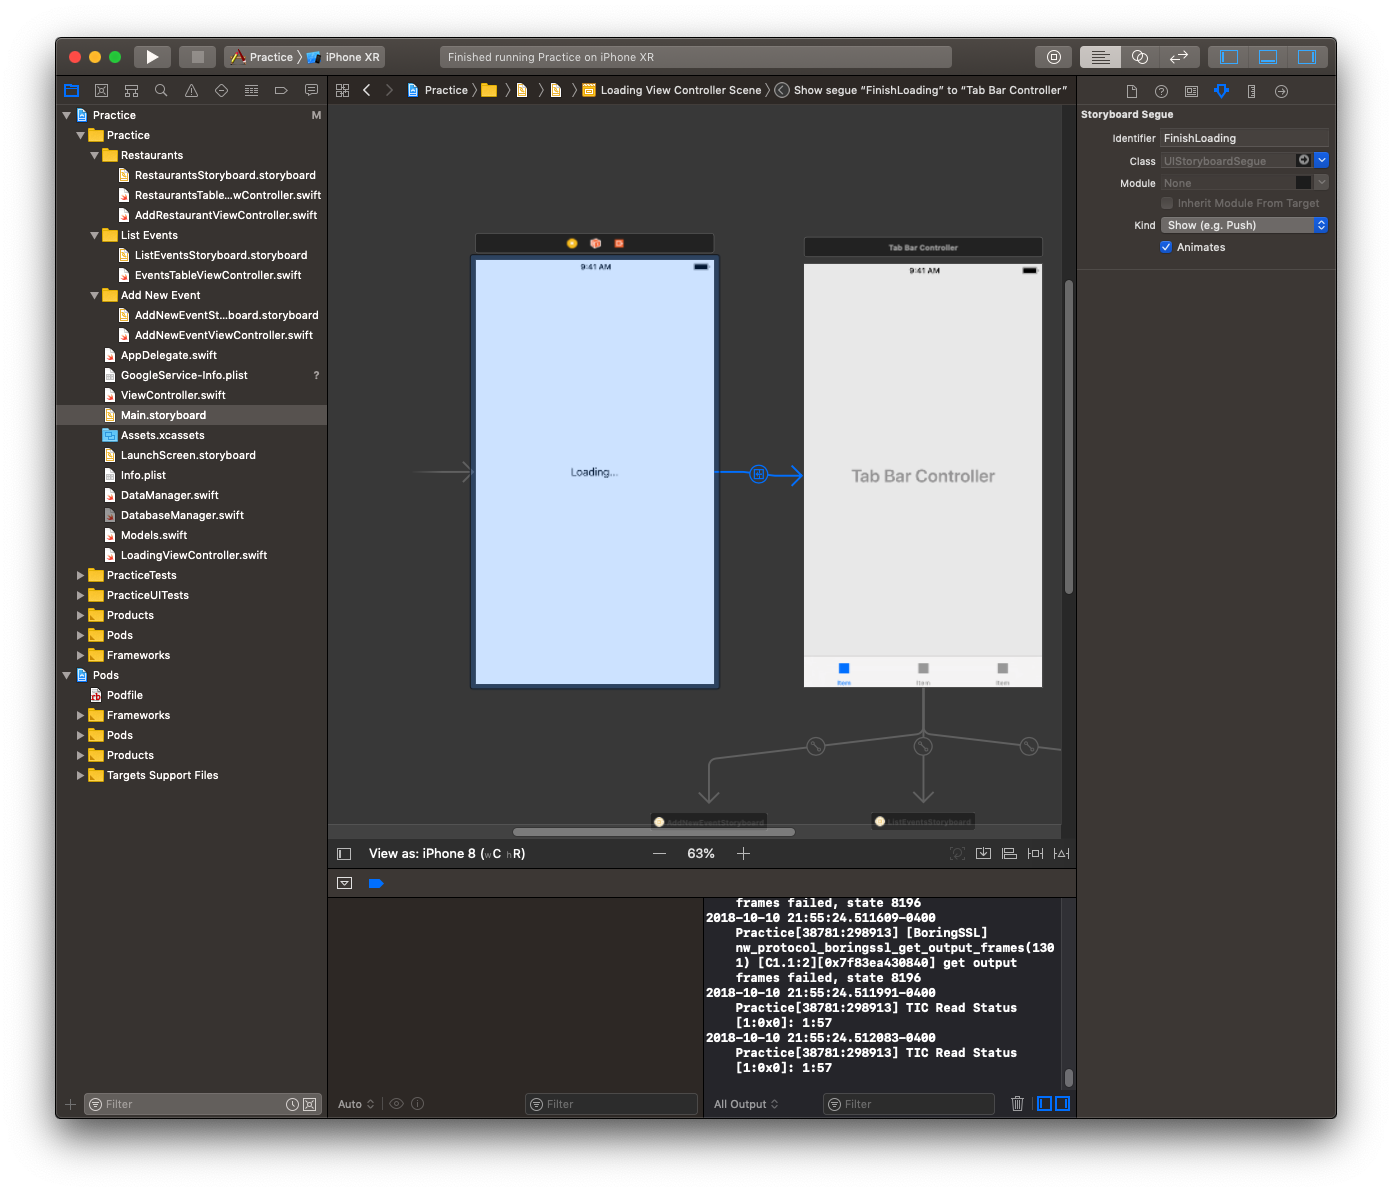 Practice
iPhone XR
Finished running Practice on iPhone XR
Practice
Loading View Controller Scene
Show segue “FinishLoading” to “Tab Bar Controller”
Practice
M
Practice
Restaurants
RestaurantsStoryboard.storyboard
RestaurantsTable...wController.swift
AddRestaurantViewController.swift
List Events
ListEventsStoryboard.storyboard
EventsTableViewController.swift
Add New Event
AddNewEventSt...board.storyboard
AddNewEventViewController.swift
AppDelegate.swift
GoogleService-Info.plist
?
ViewController.swift
Main.storyboard
Assets.xcassets
LaunchScreen.storyboard
Info.plist
DataManager.swift
DatabaseManager.swift
Models.swift
LoadingViewController.swift
PracticeTests
PracticeUITests
Products
Pods
Frameworks
Pods
Podfile
Frameworks
Pods
Products
Targets Support Files
Filter
9:41 AM
Loading...
Tab Bar Controller
9:41 AM
Tab Bar Controller
Item
Item
Item
AddNewEventStoryboard
ListEventsStoryboard
View as: iPhone 8 (wC hR)
63%
Storyboard Segue
Identifier
FinishLoading
Class
UIStoryboardSegue
Module
None
Inherit Module From Target
Kind
Show (e.g. Push)
Animates
frames failed, state 8196
2018-10-10 21:55:24.511609-0400
Practice[38781:298913] [BoringSSL]
nw_protocol_boringssl_get_output_frames(130
1) [C1.1:2][0x7f83ea430840] get output
frames failed, state 8196
2018-10-10 21:55:24.511991-0400
Practice[38781:298913] TIC Read Status
[1:0x0]: 1:57
2018-10-10 21:55:24.512083-0400
Practice[38781:298913] TIC Read Status
[1:0x0]: 1:57
Auto
Filter
All Output
Filter